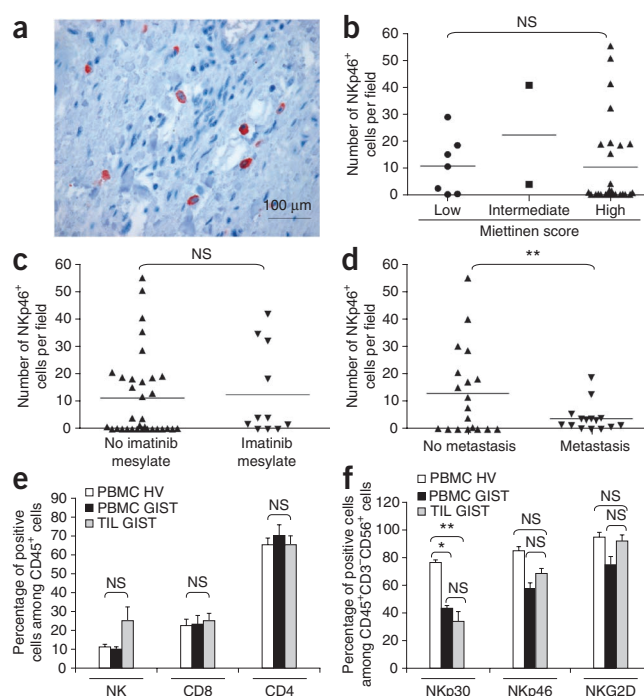 a
100 μm
b
NS
Number of NKp46+
cells per field
60
50
40
30
20
10
0
Low
Intermediate
High
Miettinen score
c
NS
Number of NKp46+
cells per field
60
50
40
30
20
10
0
No imatinib
mesylate
Imatinib
mesylate
d
**
Number of NKp46+
cells per field
60
50
40
30
20
10
0
No metastasis
Metastasis
e
PBMC HV
PBMC GIST
TIL GIST
Percentage of positive
cells among CD45+ cells
90
80
70
60
50
40
30
20
10
NS
NS
NS
NK
CD8
CD4
f
PBMC HV
PBMC GIST
TIL GIST
Percentage of positive cells
among CD45+CD3−CD56+ cells
120
100
80
60
40
20
0
**
*
NS
NS
NS
NS
NS
NKp30
NKp46
NKG2D